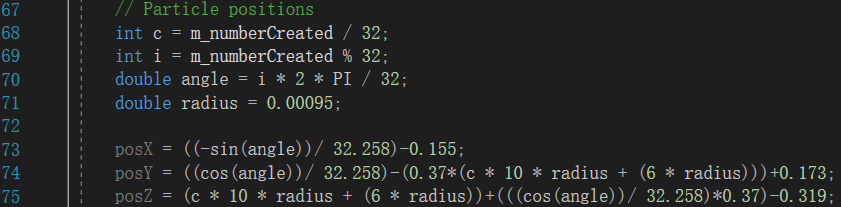 67 // Particle positions
68 int c = m_numberCreated / 32;
69 int i = m_numberCreated % 32;
70 double angle = i * 2 * PI / 32;
71 double radius = 0.00095;
72
73 posX = ((-sin(angle))/ 32.258)-0.155;
74 posY = ((cos(angle))/ 32.258)-(0.37*(c * 10 * radius + (6 * radius)))+0.173;
75 posZ = (c * 10 * radius + (6 * radius))+(((cos(angle))/ 32.258)*0.37)-0.319;